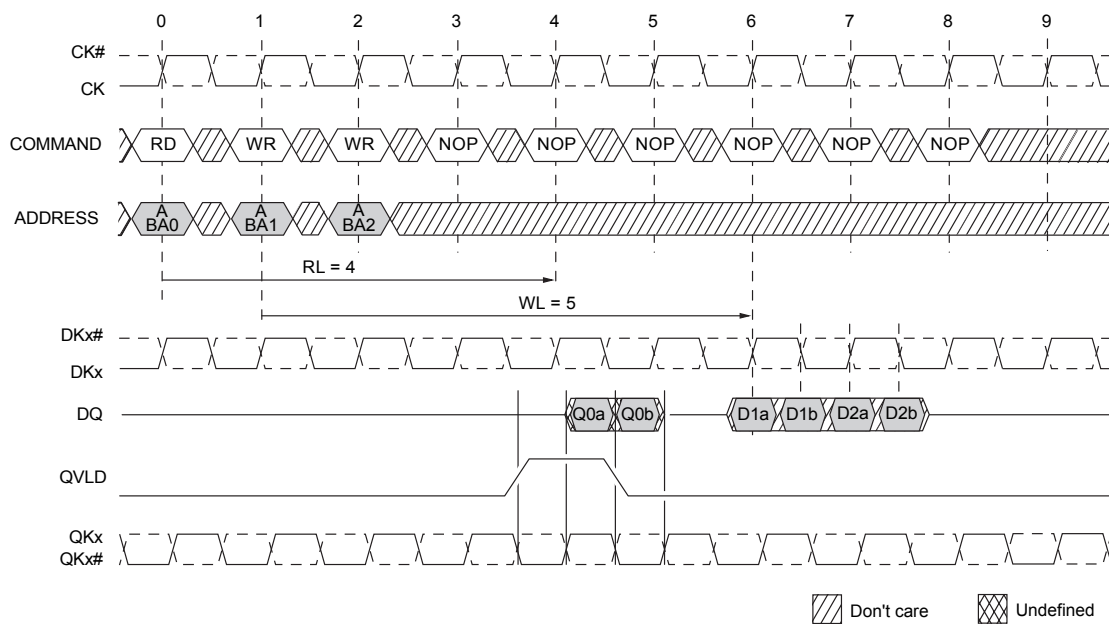 0 1 2 3 4 5 6 7 8 9
CK#
CK
COMMAND RD WR WR NOP NOP NOP NOP NOP NOP
ADDRESS A BA0 A BA1 A BA2
RL = 4
WL = 5
DKx#
DKx
DQ Q0a Q0b D1a D1b D2a D2b
QVLD
QKx
QKx#
Don't care Undefined